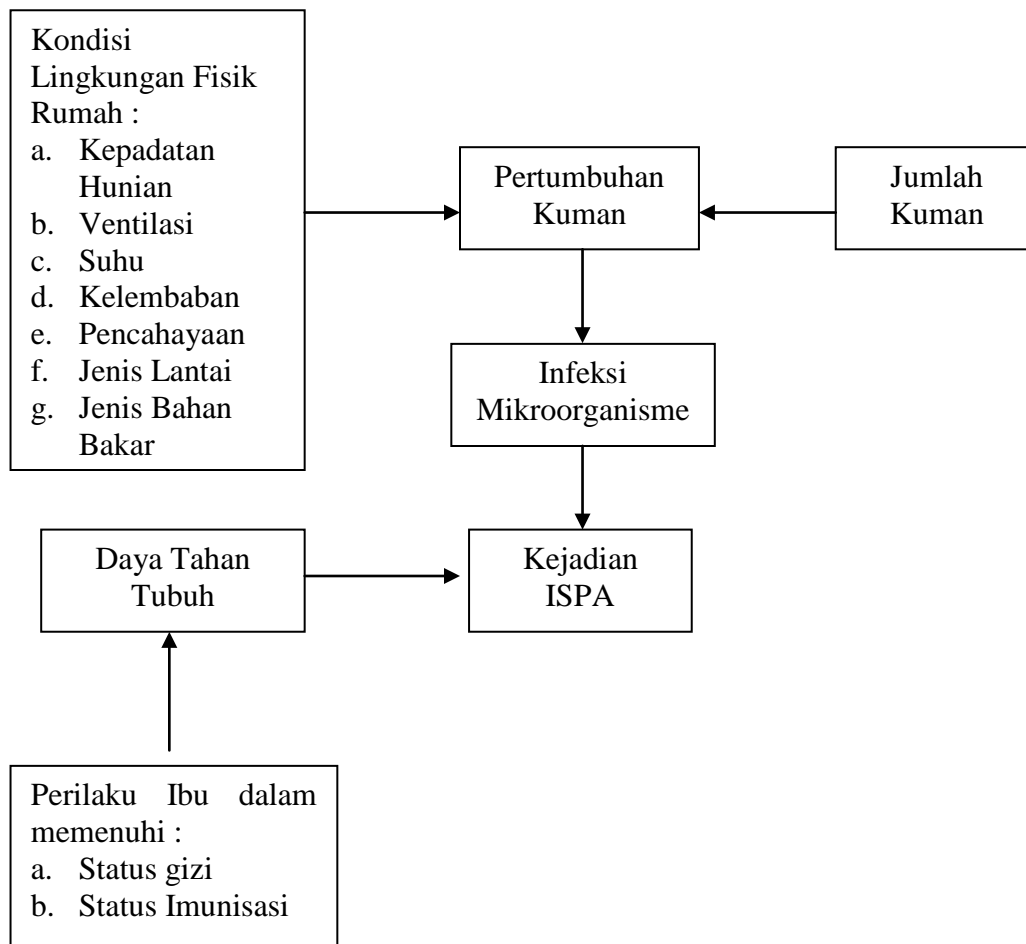 Kondisi
Lingkungan Fisik
Rumah :
a. Kepadatan
Hunian
b. Ventilasi
c. Suhu
d. Kelembaban
e. Pencahayaan
f. Jenis Lantai
g. Jenis Bahan
Bakar
Pertumbuhan
Kuman
Jumlah
Kuman
Infeksi
Mikroorganisme
Daya Tahan
Tubuh
Kejadian
ISPA
Perilaku Ibu dalam
memenuhi :
a. Status gizi
b. Status Imunisasi